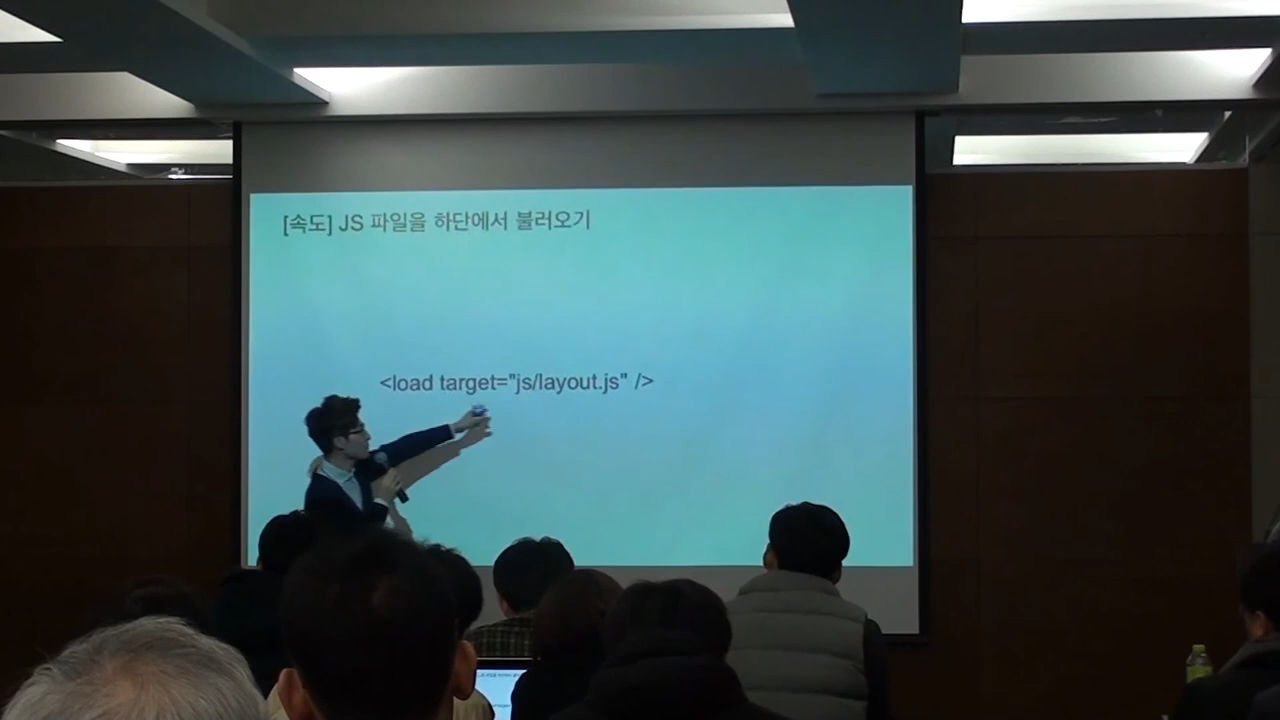 [속도] JS 파일을 하단에서 불러오기
<load target="js/layout.js" />